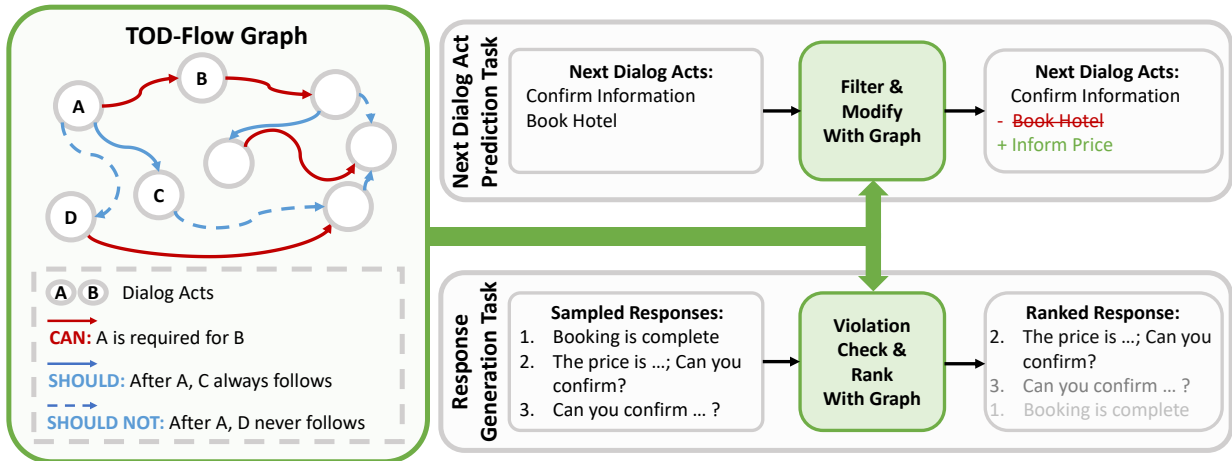 TOD-Flow Graph
A
B
C
D
A B Dialog Acts
CAN: A is required for B
SHOULD: After A, C always follows
SHOULD NOT: After A, D never follows
Next Dialog Act
Prediction Task
Next Dialog Acts:
Confirm Information
Book Hotel
Filter &
Modify
With Graph
Next Dialog Acts:
Confirm Information
- Book Hotel
+ Inform Price
Response
Generation Task
Sampled Responses:
1. Booking is complete
2. The price is ...; Can you
confirm?
3. Can you confirm ... ?
Violation
Check &
Rank
With Graph
Ranked Response:
2. The price is ...; Can you
confirm?
3. Can you confirm ... ?
1. Booking is complete